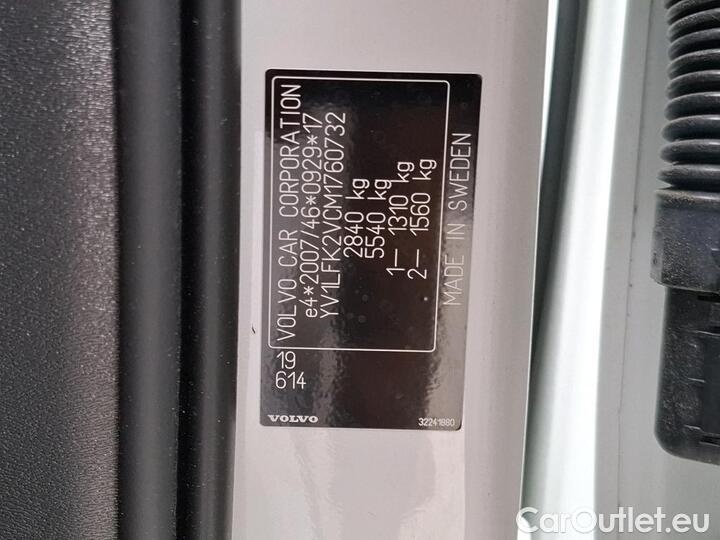 VOLVO CAR CORPORATION
e4*2007/46*0929*17
YV1LFK2VCM1760732
2840 kg
5540 kg
1– 1310 kg
2– 1560 kg
MADE IN SWEDEN
19
614
VOLVO
32241880
CarOutlet.eu